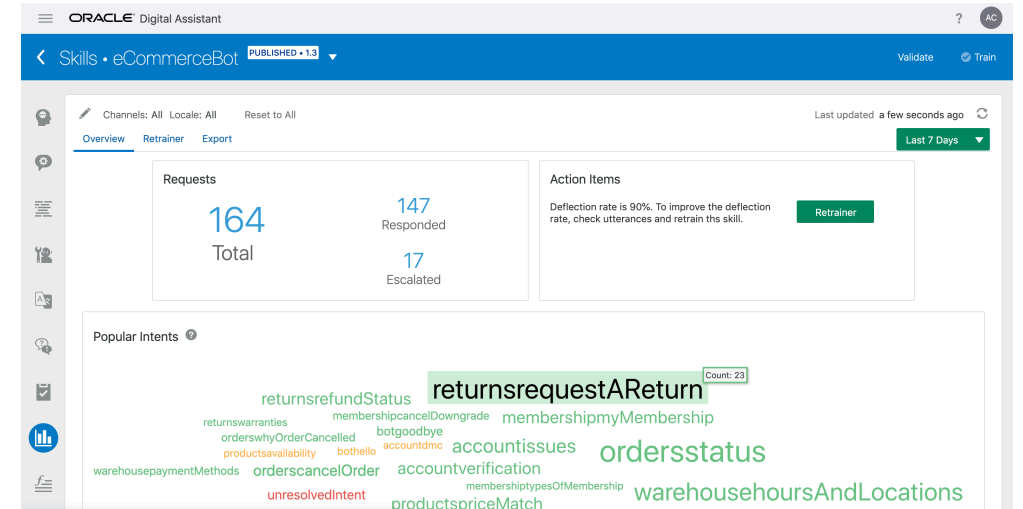 ORACLE Digital Assistant
? AC
Skills • eCommerceBot PUBLISHED • 1.3
Validate Train
Channels: All Locale: All Reset to All
Last updated a few seconds ago
Overview Retrainer Export
Last 7 Days
Requests
164
Total
147
Responded
17
Escalated
Action Items
Deflection rate is 90%. To improve the deflection
rate, check utterances and retrain ths skill.
Retrainer
Popular Intents ?
Count: 23
returnsrequestAReturn
returnsrefundStatus
membershipcancelDowngrade
membershipmyMembership
returnswarranties
botgoodbye
orderswhyOrderCancelled
accountdmc
accountissues
ordersstatus
productsavailability
bothello
warehousepaymentMethods
orderscancelOrder
accountverification
membershiptypesOfMembership
warehousehoursAndLocations
unresolvedIntent
productspriceMatch